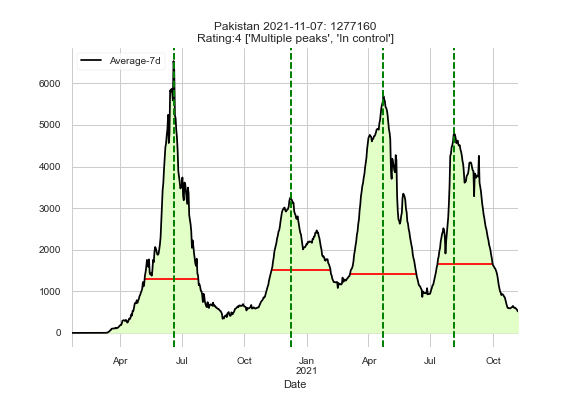 Pakistan 2021-11-07: 1277160
Rating:4 ['Multiple peaks', 'In control']
Average-7d
6000
5000
4000
3000
2000
1000
0
Apr Jul Oct Jan Apr Jul Oct
2021
Date